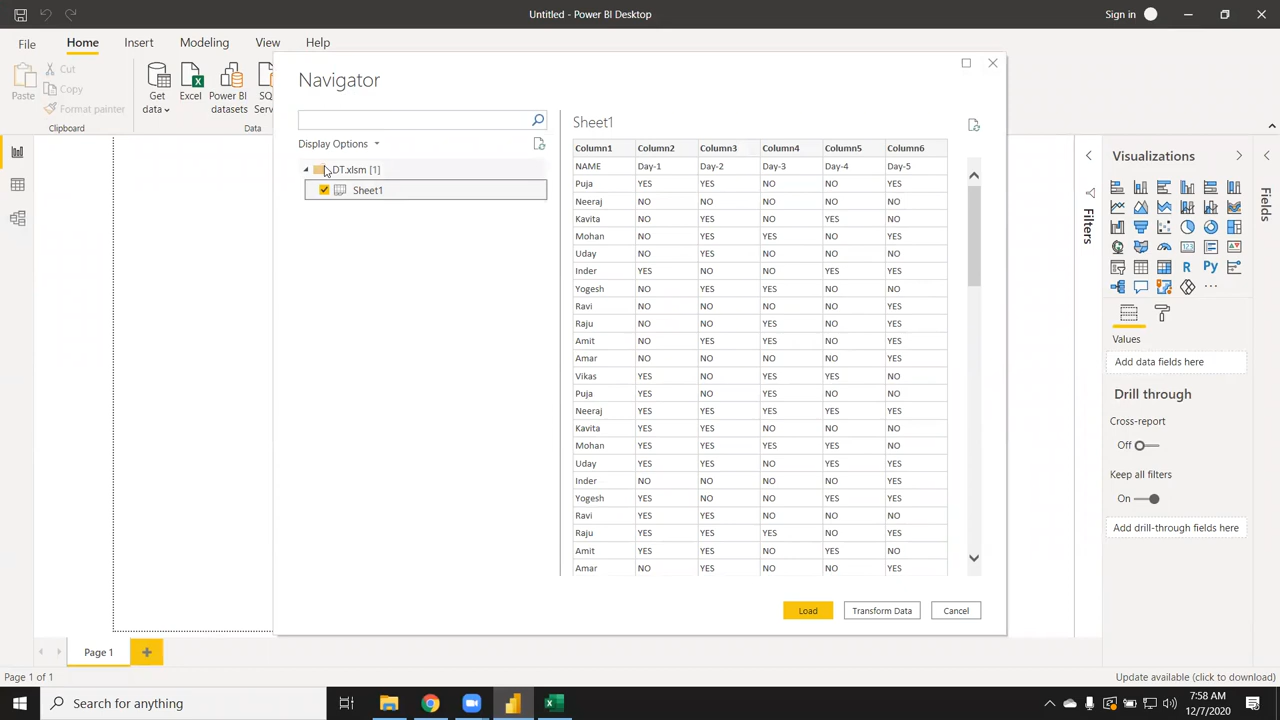 Untitled - Power BI Desktop
Sign in
File Home Insert Modeling View Help
Paste
Cut
Copy
Format painter
Clipboard
Get data
Excel
Power BI datasets
SQ
Serv
Data
Navigator
Display Options
DT.xlsm [1]
Sheet1
Sheet1
Column1 Column2 Column3 Column4 Column5 Column6
NAME Day-1 Day-2 Day-3 Day-4 Day-5
Puja YES YES NO NO YES
Neeraj NO NO NO NO NO
Kavita NO YES NO YES NO
Mohan NO YES YES NO YES
Uday NO YES NO NO NO
Inder YES NO NO YES YES
Yogesh NO YES YES NO NO
Ravi NO NO NO NO YES
Raju NO NO YES NO YES
Amit NO YES YES NO YES
Amar NO NO NO NO YES
Vikas YES NO YES YES NO
Puja YES NO YES NO NO
Neeraj YES YES YES YES YES
Kavita YES YES NO NO NO
Mohan YES YES YES YES NO
Uday YES YES NO YES YES
Inder YES NO NO NO NO
Yogesh YES NO NO YES YES
Ravi YES YES NO NO NO
Raju YES YES YES NO YES
Amit YES YES NO YES NO
Amar NO YES NO NO YES
Load
Transform Data
Cancel
Filters
Visualizations
R
Py
123
Values
Add data fields here
Drill through
Cross-report
Off
Keep all filters
On
Add drill-through fields here
Fields
Page 1
Page 1 of 1
Update available (click to download)
Search for anything
7:58 AM
12/7/2020